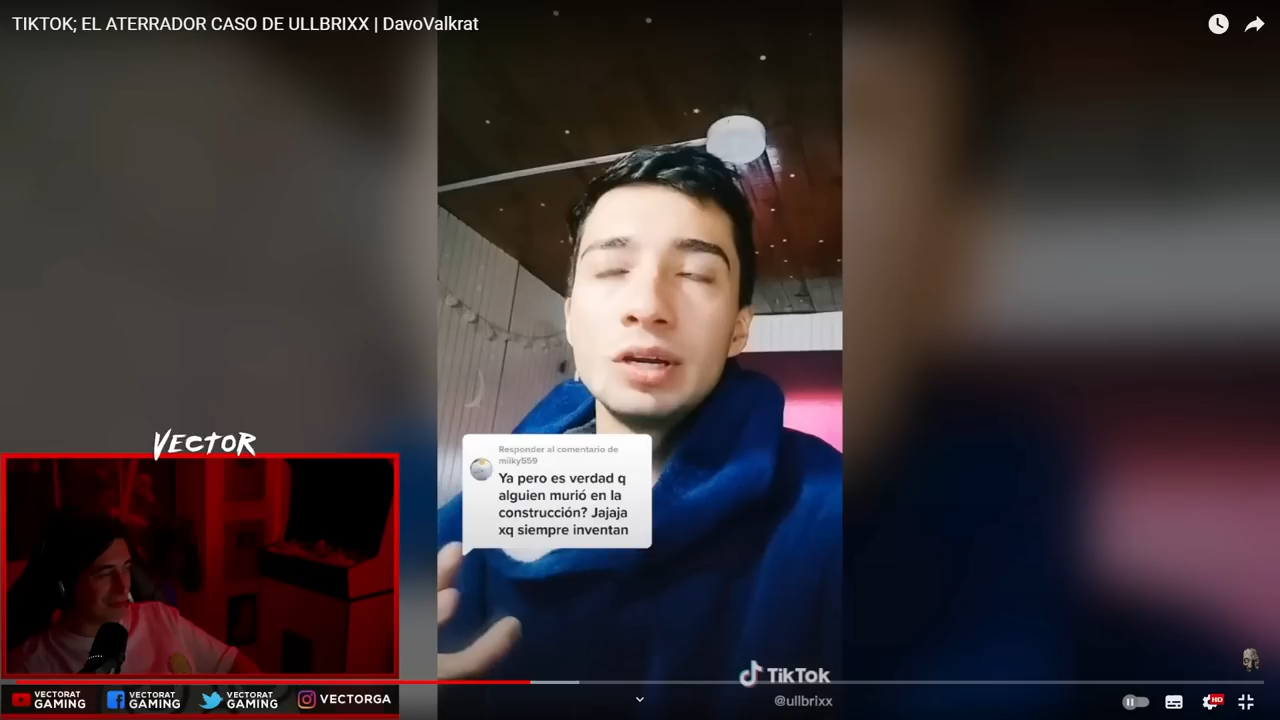 TIKTOK; EL ATERRADOR CASO DE ULLBRIXX | DavoValkrat
Responder al comentario de
milky559
Ya pero es verdad q
alguien murió en la
construcción? Jajaja
xq siempre inventan
VECTOR
TikTok
@ullbrixx
VECTORAT
GAMING
VECTORAT
GAMING
VECTORAT
GAMING
VECTORGA
HD